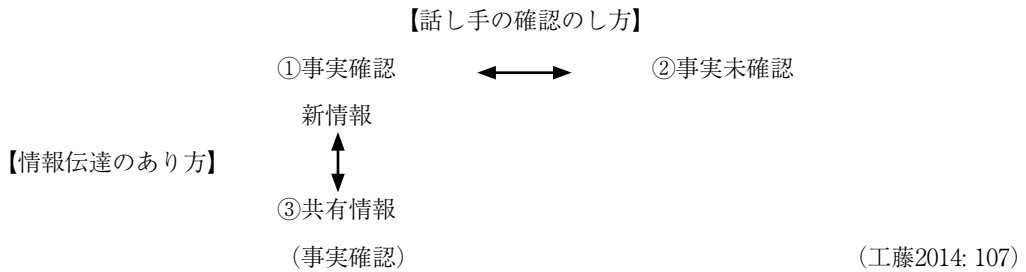 【話し手の確認のし方】
①事実確認 ②事実未確認
新情報
【情報伝達のあり方】
③共有情報
（事実確認） （工藤2014: 107）